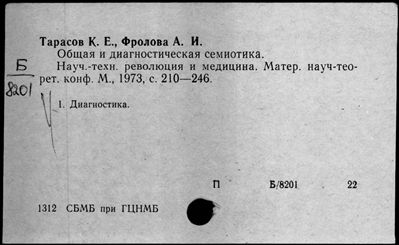 Тарасов К. Е., Фролова А. И.
Общая и диагностическая семиотика.
Б
8201
Науч.-техн. революция и медицина. Матер. науч-тео-
рет. конф. М., 1973, с. 210—246.
1. Диагностика.
П Б/8201 22
1312 СБМБ при ГЦНМБ